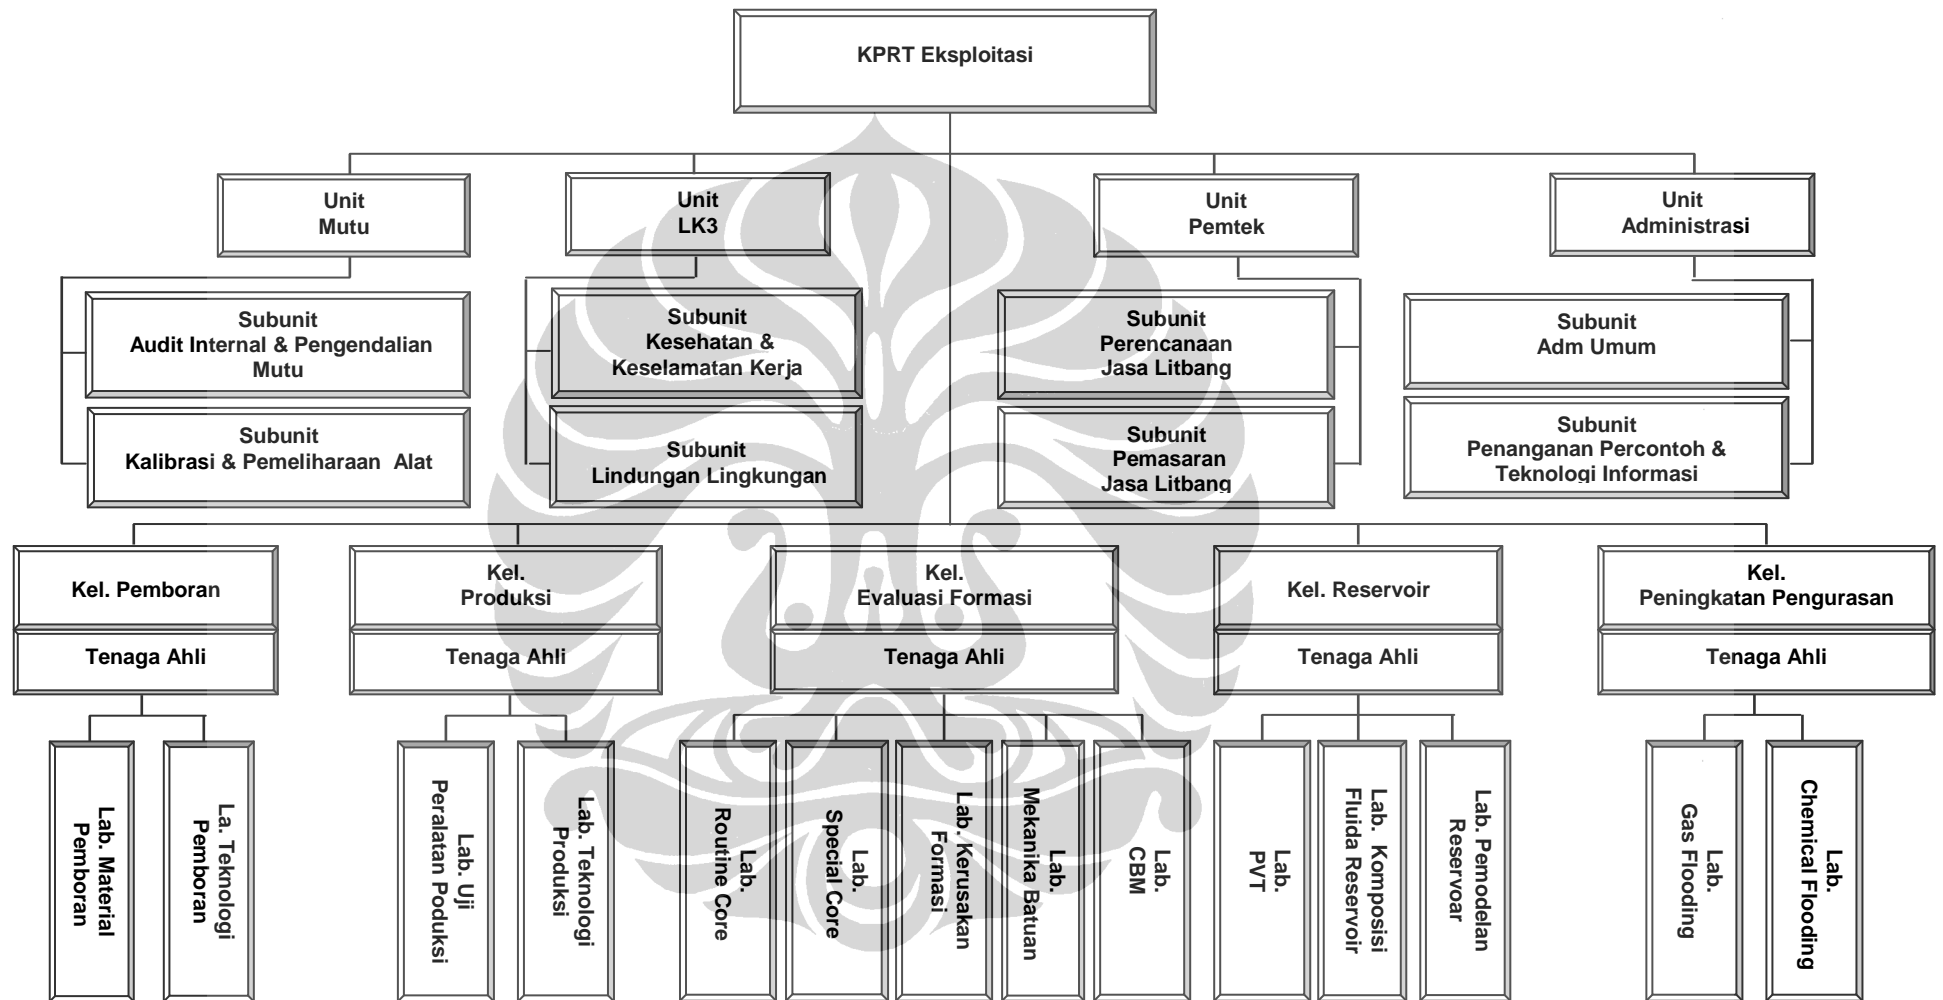 KPRT Eksploitasi
Unit
Mutu
Unit
LK3
Unit
Pemtek
Unit
Administrasi
Subunit
Audit Internal & Pengendalian
Mutu
Subunit
Kesehatan &
Keselamatan Kerja
Subunit
Perencanaan
Jasa Litbang
Subunit
Adm Umum
Subunit
Kalibrasi & Pemeliharaan Alat
Subunit
Lindungan Lingkungan
Subunit
Pemasaran
Jasa Litbang
Subunit
Penanganan Percontoh &
Teknologi Informasi
Kel. Pemboran
Kel.
Produksi
Kel.
Evaluasi Formasi
Kel. Reservoir
Kel.
Peningkatan Pengurasan
Tenaga Ahli
Tenaga Ahli
Tenaga Ahli
Tenaga Ahli
Tenaga Ahli
Lab. Material
Pemboran
La. Teknologi
Pemboran
Lab. Uji
Peralatan Poduksi
Lab. Teknologi
Produksi
Lab.
Routine Core
Lab.
Special Core
Lab. Kerusakan
Formasi
Lab.
Mekanika Batuan
Lab.
CBM
Lab.
PVT
Lab. Komposisi
Fluida Reservoir
Lab. Pemodelan
Reservoar
Lab.
Gas Flooding
Lab.
Chemical Flooding